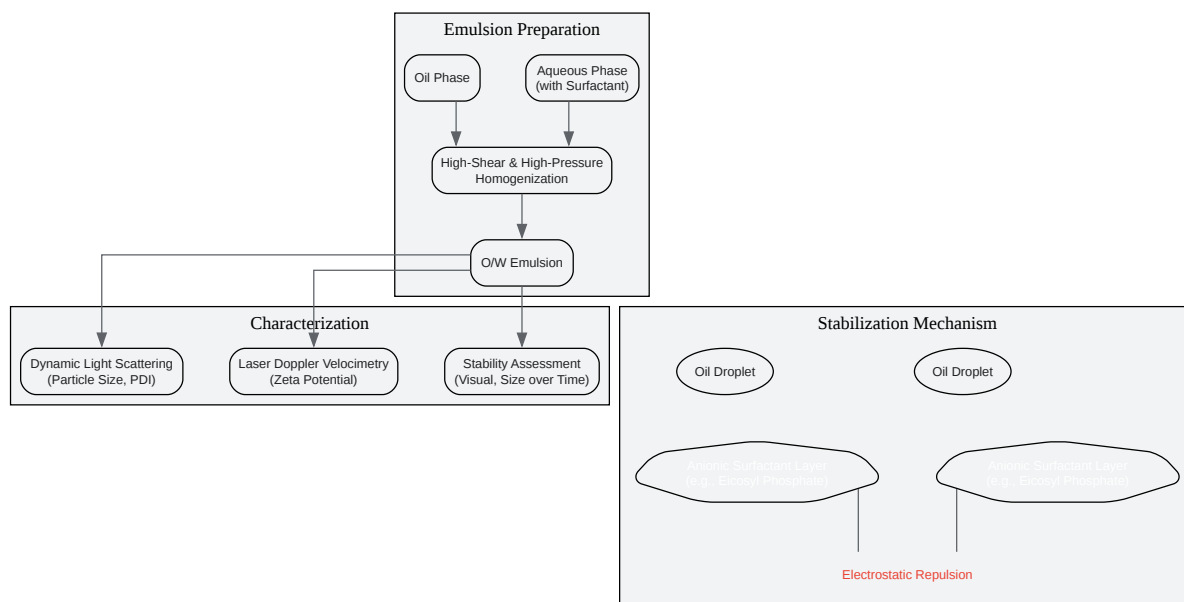 Emulsion Preparation
Oil Phase
Aqueous Phase
(with Surfactant)
High-Shear & High-Pressure
Homogenization
O/W Emulsion
Characterization
Dynamic Light Scattering
(Particle Size, PDI)
Laser Doppler Velocimetry
(Zeta Potential)
Stability Assessment
(Visual, Size over Time)
Stabilization Mechanism
Oil Droplet
Oil Droplet
Anionic Surfactant Layer
(e.g., Eicosyl Phosphate)
Anionic Surfactant Layer
(e.g., Eicosyl Phosphate)
Electrostatic Repulsion